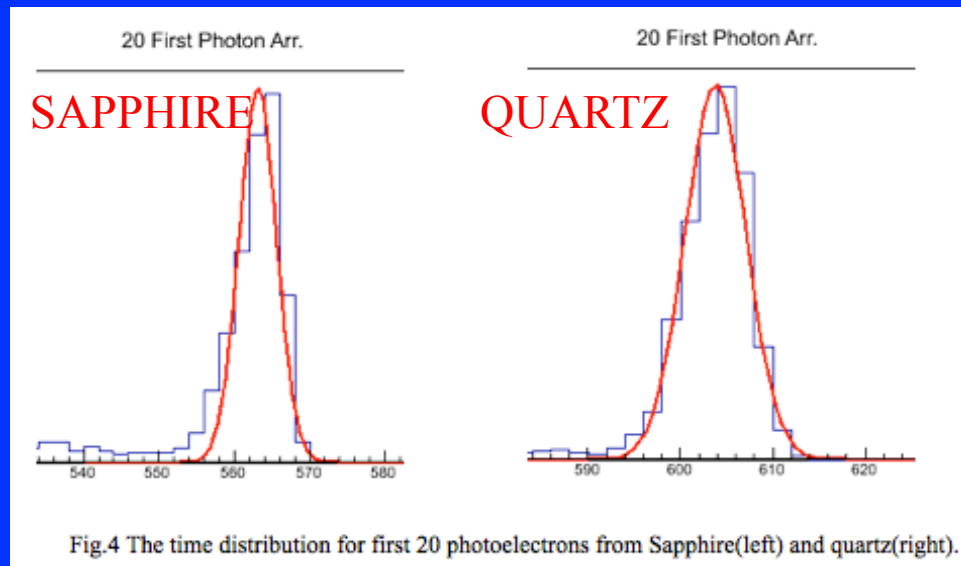 20 First Photon Arr.
SAPPHIRE
540 550 560 570 580
20 First Photon Arr.
QUARTZ
590 600 610 620
Fig.4 The time distribution for first 20 photoelectrons from Sapphire(left) and quartz(right).